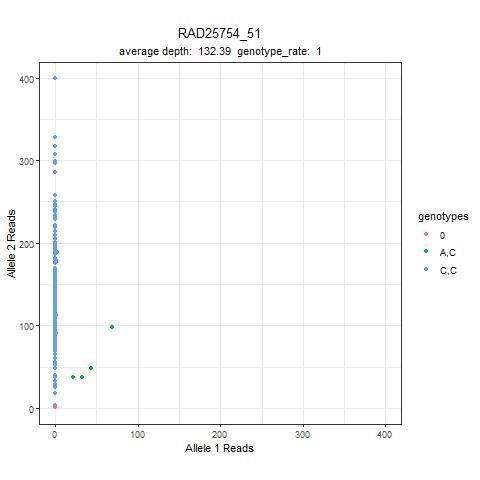 RAD25754_51
average depth:  132.39  genotype_rate:  1
400
300
200
100
0
Allele 2 Reads
0 100 200 300 400
Allele 1 Reads
genotypes
0
A,C
C,C